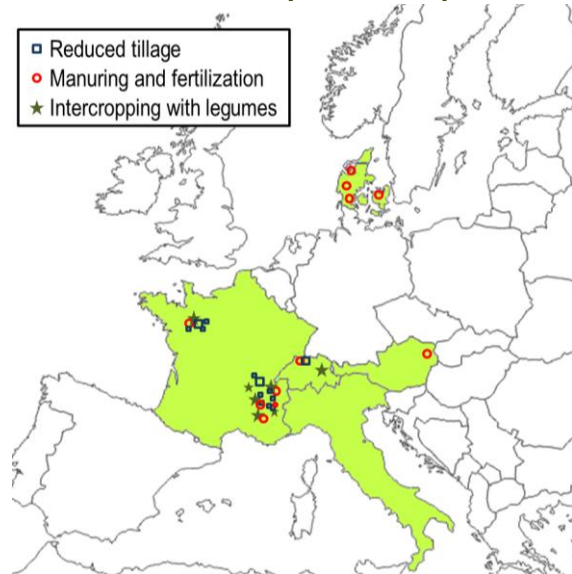 Reduced tillage
Manuring and fertilization
Intercropping with legumes